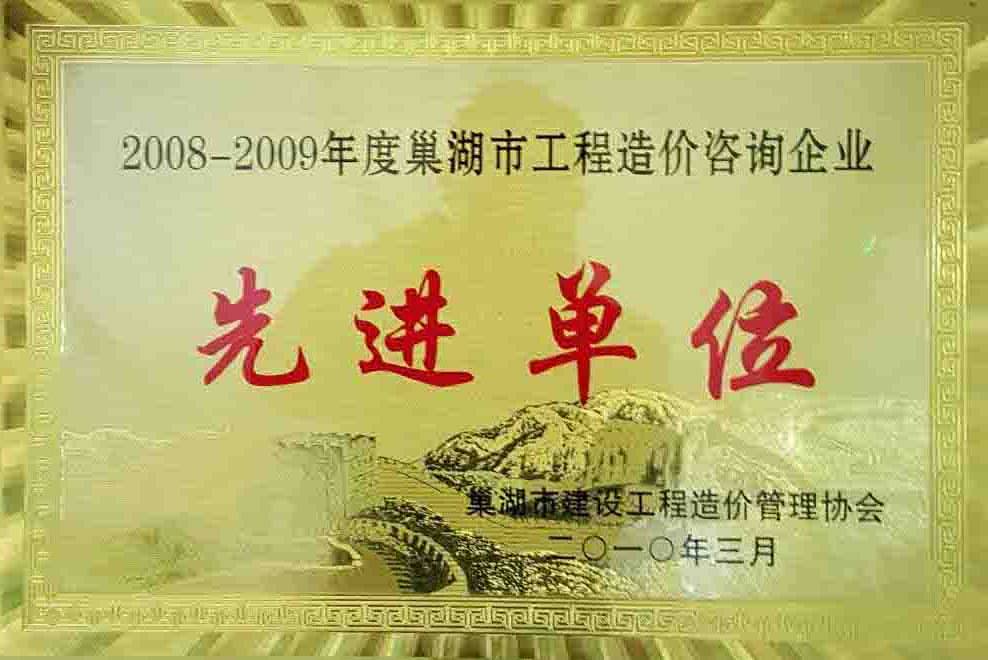 2008-2009年度巢湖市工程造价咨询企业
先进单位
巢湖市建设工程造价管理协会
二〇一〇年三月